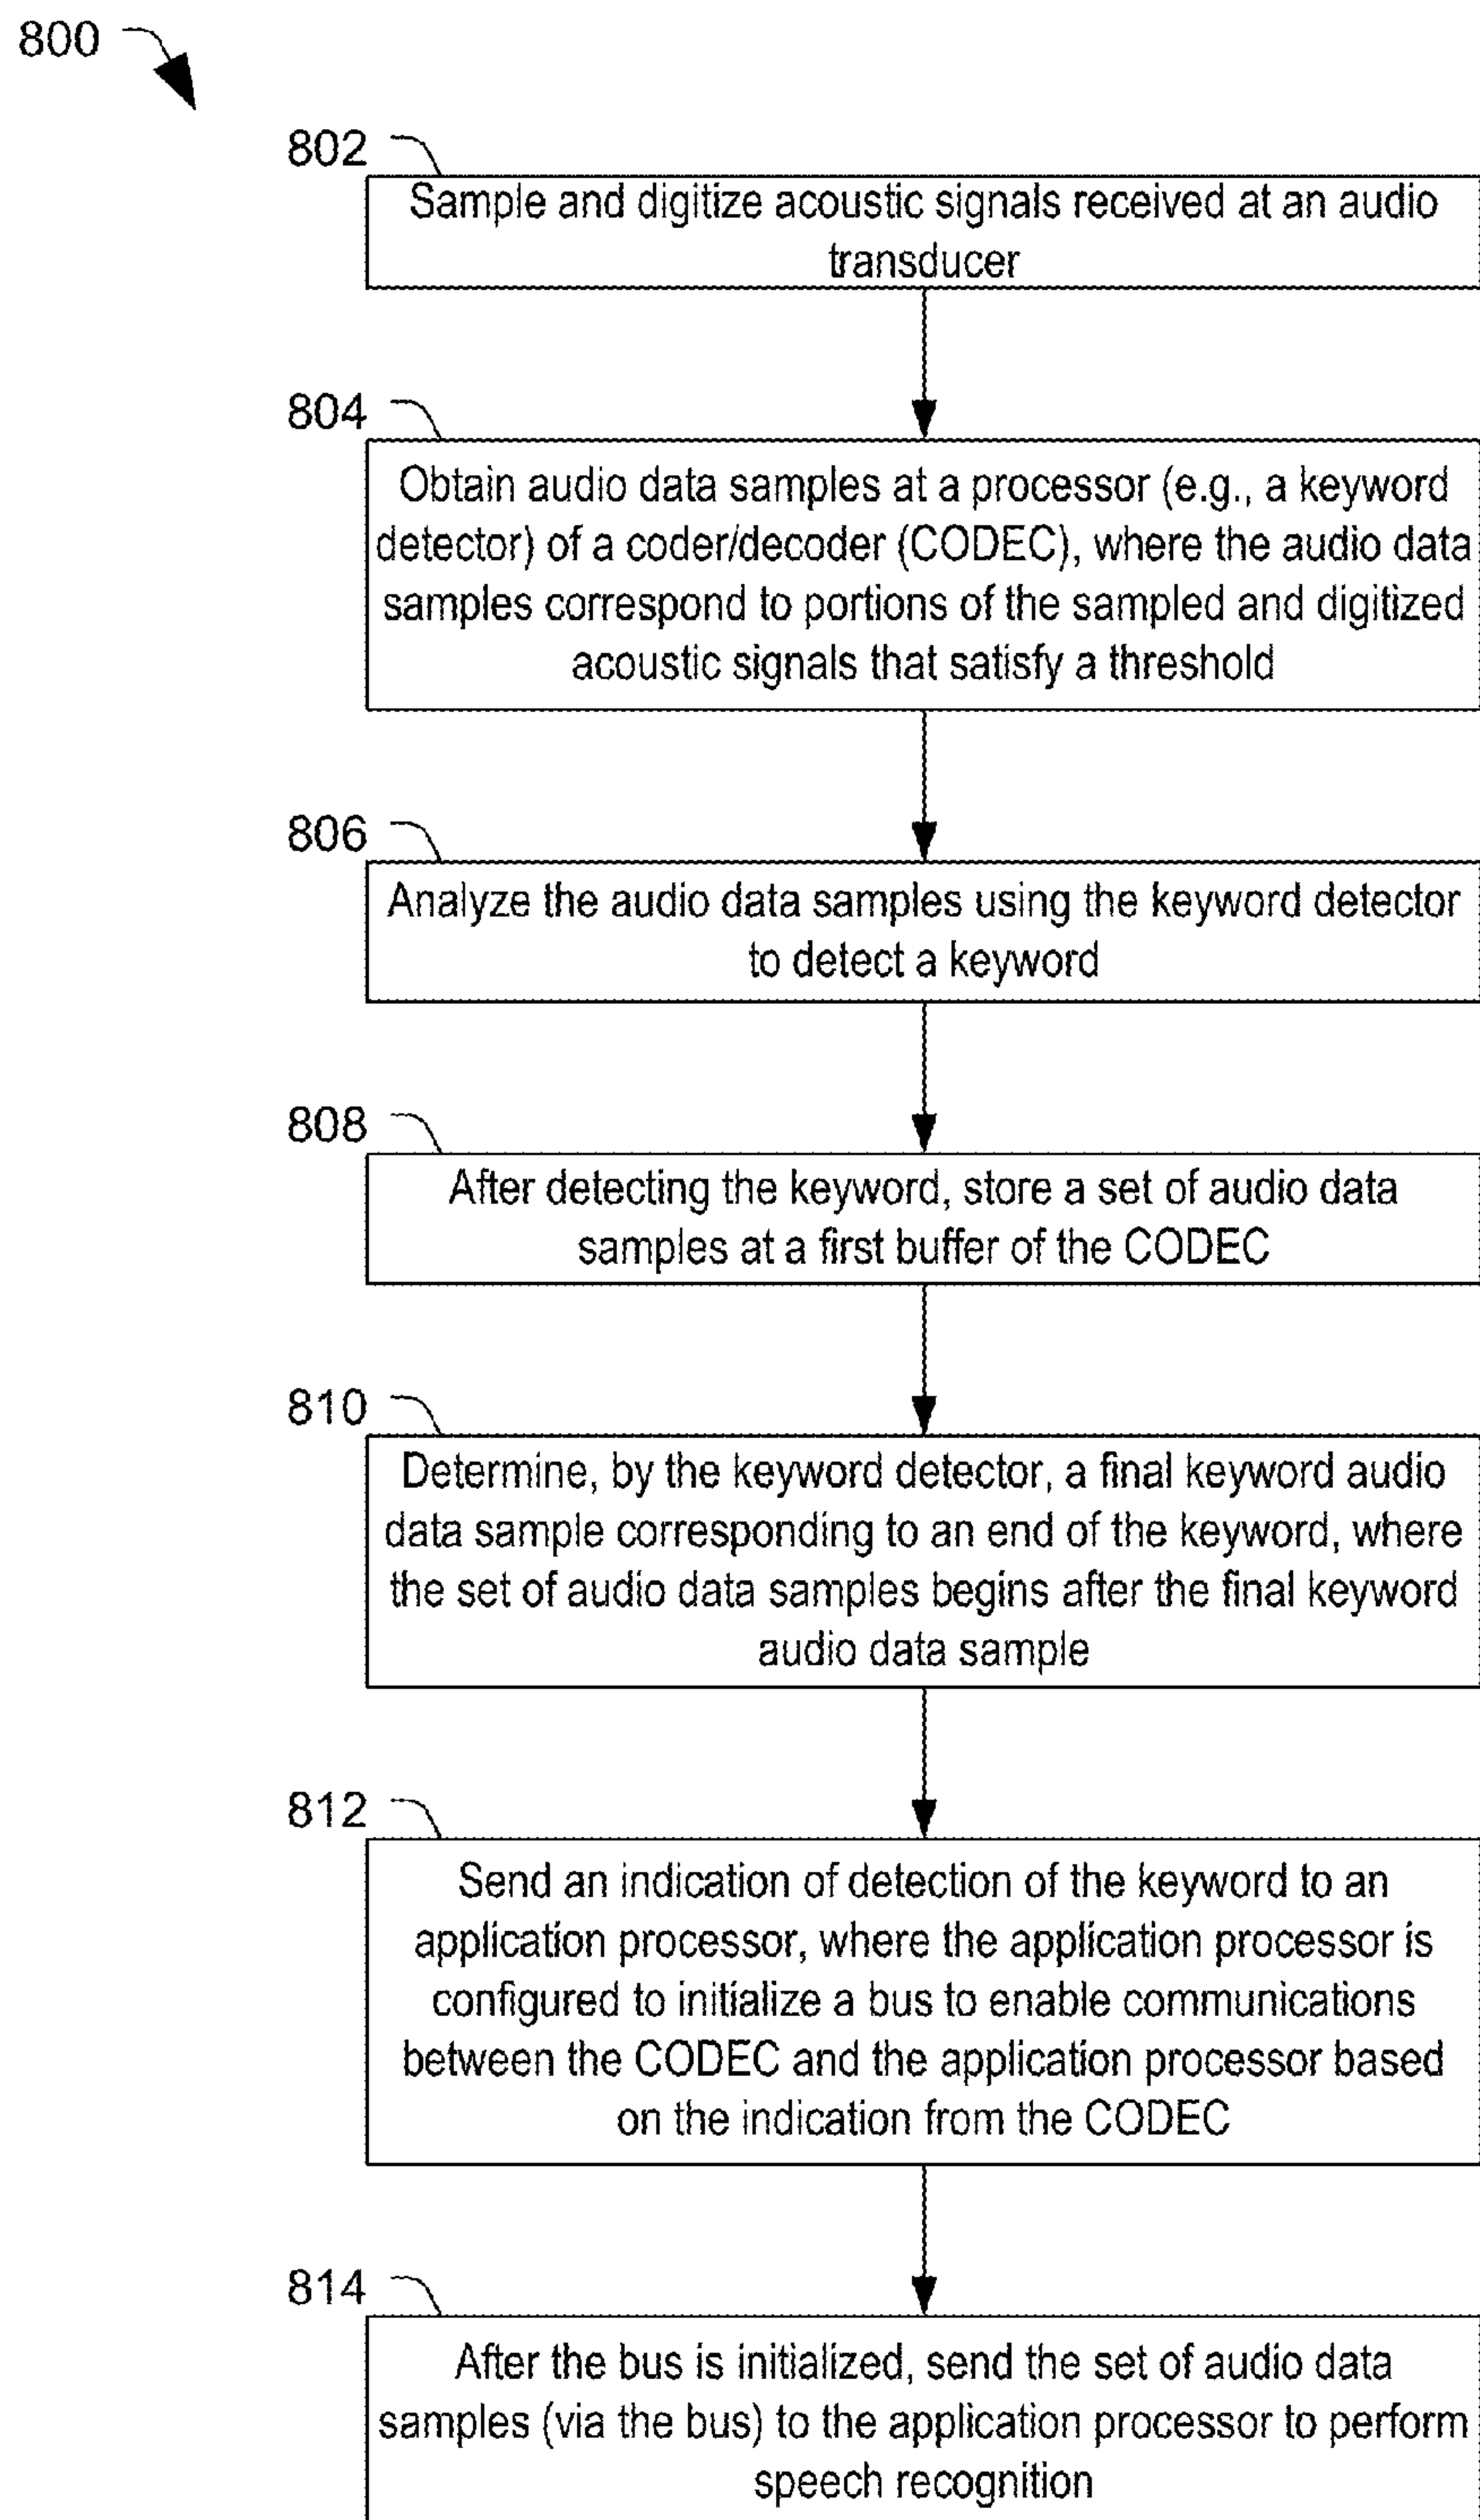 800
802
Sample and digitize acoustic signals received at an audio
transducer
804
Obtain audio data samples at a processor (e.g., a keyword
detector) of a coder/decoder (CODEC), where the audio data
samples correspond to portions of the sampled and digitized
acoustic signals that satisfy a threshold
806
Analyze the audio data samples using the keyword detector
to detect a keyword
808
After detecting the keyword, store a set of audio data
samples at a first buffer of the CODEC
810
Determine, by the keyword detector, a final keyword audio
data sample corresponding to an end of the keyword, where
the set of audio data samples begins after the final keyword
audio data sample
812
Send an indication of detection of the keyword to an
application processor, where the application processor is
configured to initialize a bus to enable communications
between the CODEC and the application processor based
on the indication from the CODEC
814
After the bus is initialized, send the set of audio data
samples (via the bus) to the application processor to perform
speech recognition